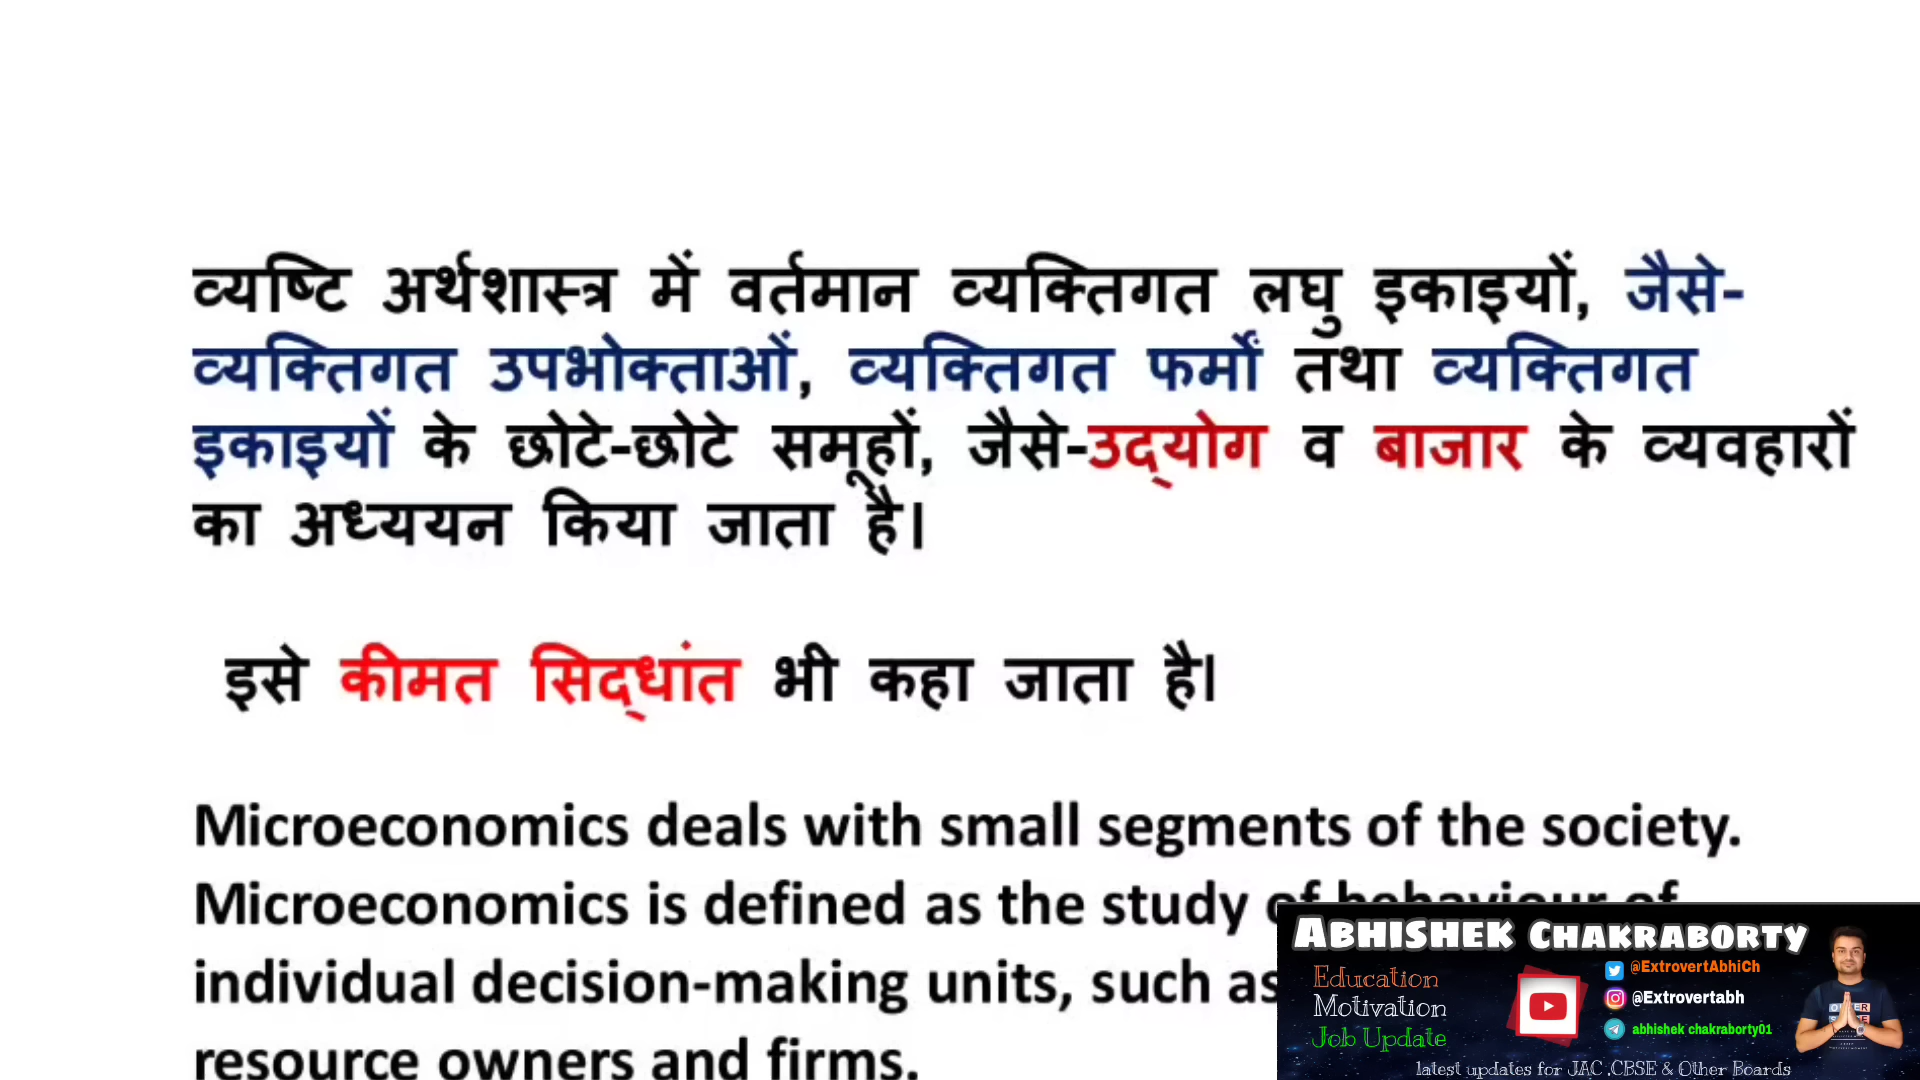 व्यष्टि अर्थशास्त्र में वर्तमान व्यक्तिगत लघु इकाइयों, जैसे-
व्यक्तिगत उपभोक्ताओं, व्यक्तिगत फर्मों तथा व्यक्तिगत
इकाइयों के छोटे-छोटे समूहों, जैसे-उद्योग व बाजार के व्यवहारों
का अध्ययन किया जाता है।
इसे कीमत सिद्धांत भी कहा जाता है।
Microeconomics deals with small segments of the society.
Microeconomics is defined as the study of behaviour of
individual decision-making units, such as
resource owners and firms.
ABHISHEK CHAKRABORTY
Education
Motivation
Job Update
@ExtrovertAbhiCh
@Extrovertabh
abhishek chakraborty01
latest updates for JAC ,CBSE & Other Boards